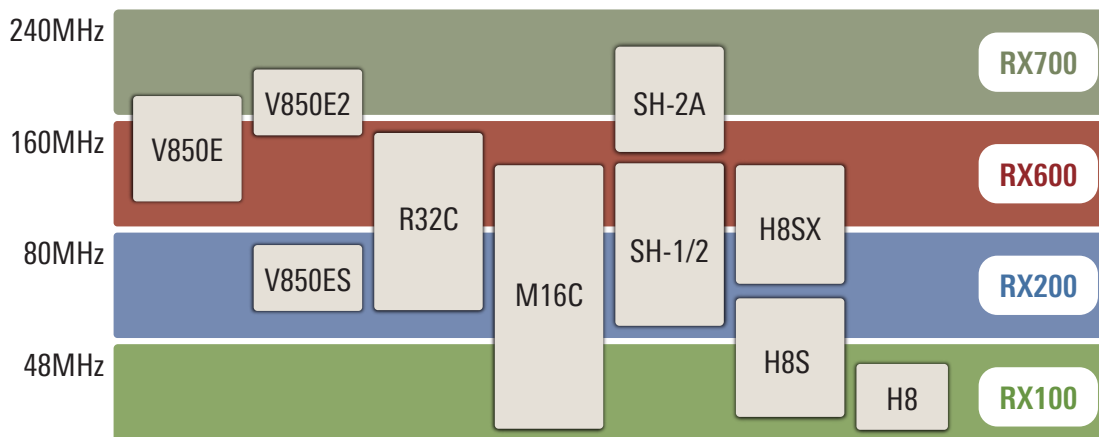 240MHz
RX700
V850E2
SH-2A
V850E
160MHz
RX600
R32C
H8SX
80MHz
SH-1/2
V850ES
M16C
RX200
48MHz
H8S
H8
RX100